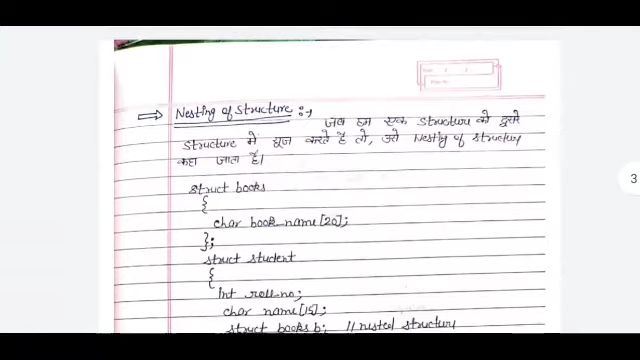 ⇒ Nesting of Structure :→
जब हम एक structure को दूसरे
structure में यूज करते है तो, उसे Nesting of structure
कहा जाता है।
struct books
{
char book_name[20];
};
struct student
{
int roll_no;
char name[15];
struct books b; // nested structure
3